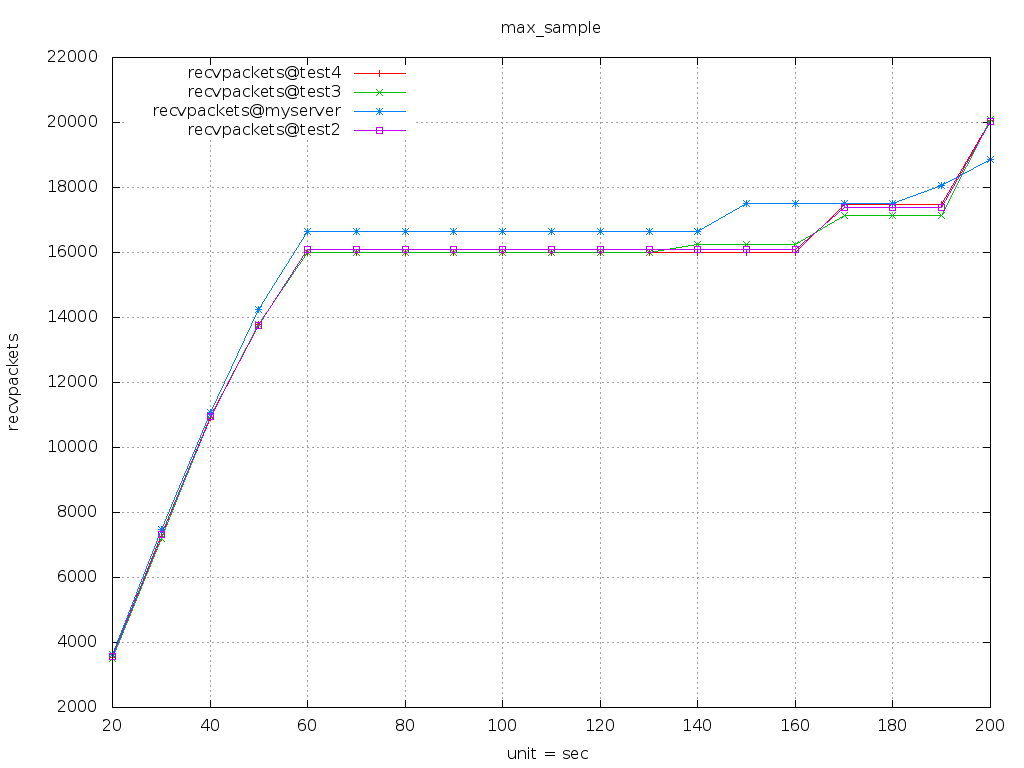 max_sample
22000
20000
18000
16000
14000
12000
10000
8000
6000
4000
2000
recvpackets@test4
recvpackets@test3
recvpackets@myserver
recvpackets@test2
recvpackets
20 40 60 80 100 120 140 160 180 200
unit = sec